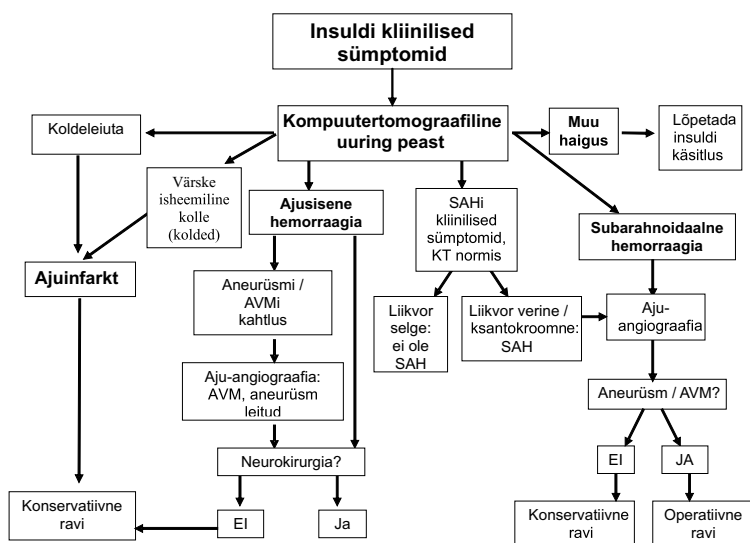 Insuldi kliinilised
sümptomid
Koldeleiuta
Kompuutertomograafiline
uuring peast
Muu
haigus
Lõpetada
insuldi
käsitlus
Värske
isheemiline
kolle
(kolded)
Ajusisene
hemorraagia
SAHi
kliinilised
sümptomid,
KT normis
Subarahnoidaalne
hemorraagia
Ajuinfarkt
Aneurüsmi /
AVMi
kahtlus
Liikvor
selge:
ei ole
SAH
Liikvor verine /
ksantokroomne:
SAH
Aju-
angiograafia
Aju-angiograafia:
AVM, aneurüsm
leitud
Aneurüsm / AVM?
Neurokirurgia?
EI
JA
Konservatiivne
ravi
EI
Ja
Konservatiivne
ravi
Operatiivne
ravi